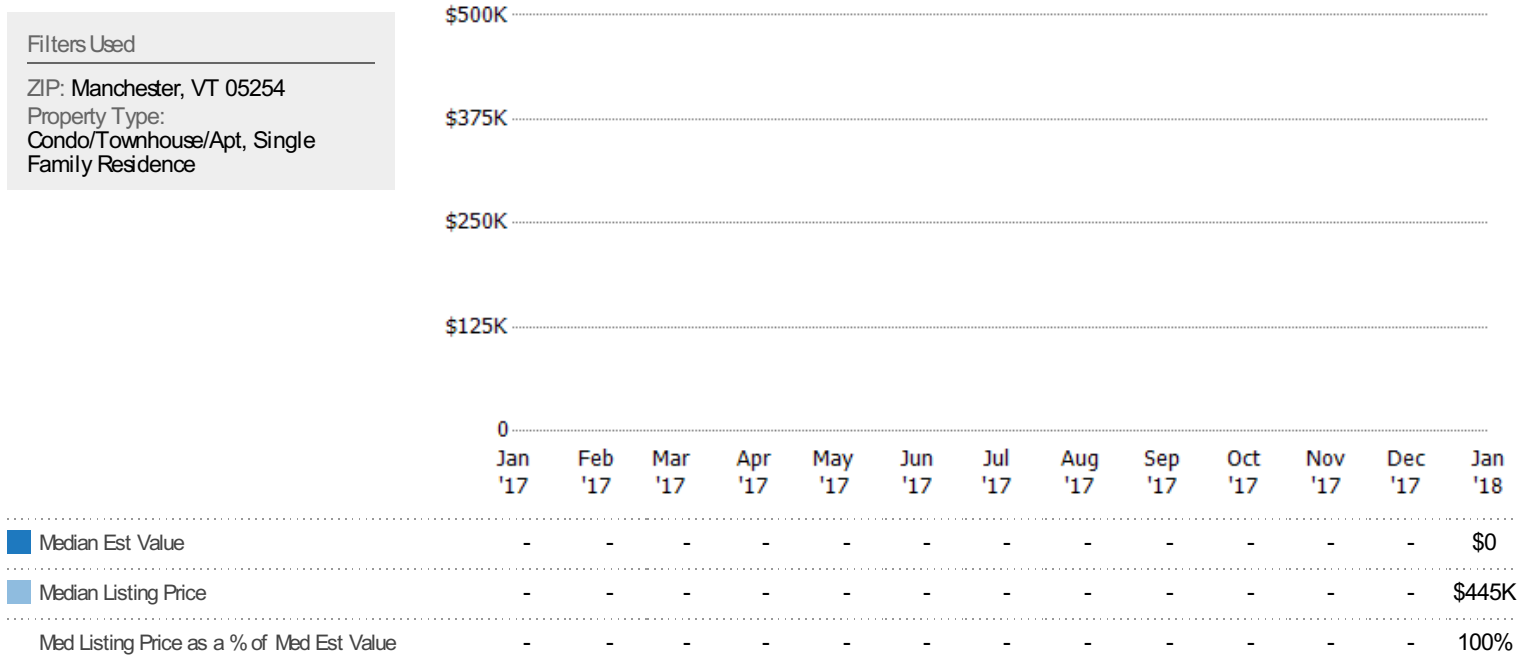 Filters Used
ZIP: Manchester, VT 05254
Property Type:
Condo/Townhouse/Apt, Single
Family Residence
$500K
$375K
$250K
$125K
0
Jan Feb Mar Apr May Jun Jul Aug Sep Oct Nov Dec Jan
'17 '17 '17 '17 '17 '17 '17 '17 '17 '17 '17 '17 '18
Median Est Value - - - - - - - - - - - - $0
Median Listing Price - - - - - - - - - - - - $445K
Med Listing Price as a % of Med Est Value - - - - - - - - - - - - 100%